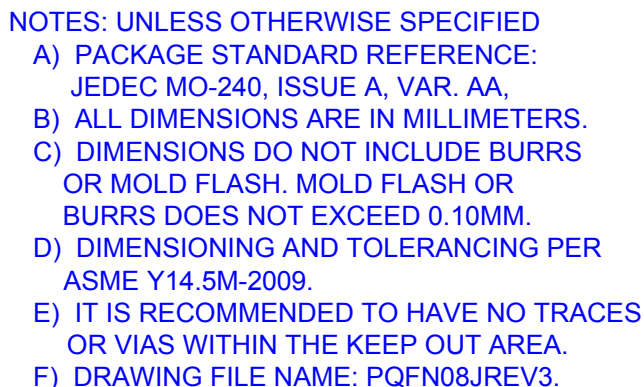 NOTES: UNLESS OTHERWISE SPECIFIED
A) PACKAGE STANDARD REFERENCE:
JEDEC MO-240, ISSUE A, VAR. AA,
B) ALL DIMENSIONS ARE IN MILLIMETERS.
C) DIMENSIONS DO NOT INCLUDE BURRS
OR MOLD FLASH. MOLD FLASH OR
BURRS DOES NOT EXCEED 0.10MM.
D) DIMENSIONING AND TOLERANCING PER
ASME Y14.5M-2009.
E) IT IS RECOMMENDED TO HAVE NO TRACES
OR VIAS WITHIN THE KEEP OUT AREA.
F) DRAWING FILE NAME: PQFN08JREV3.